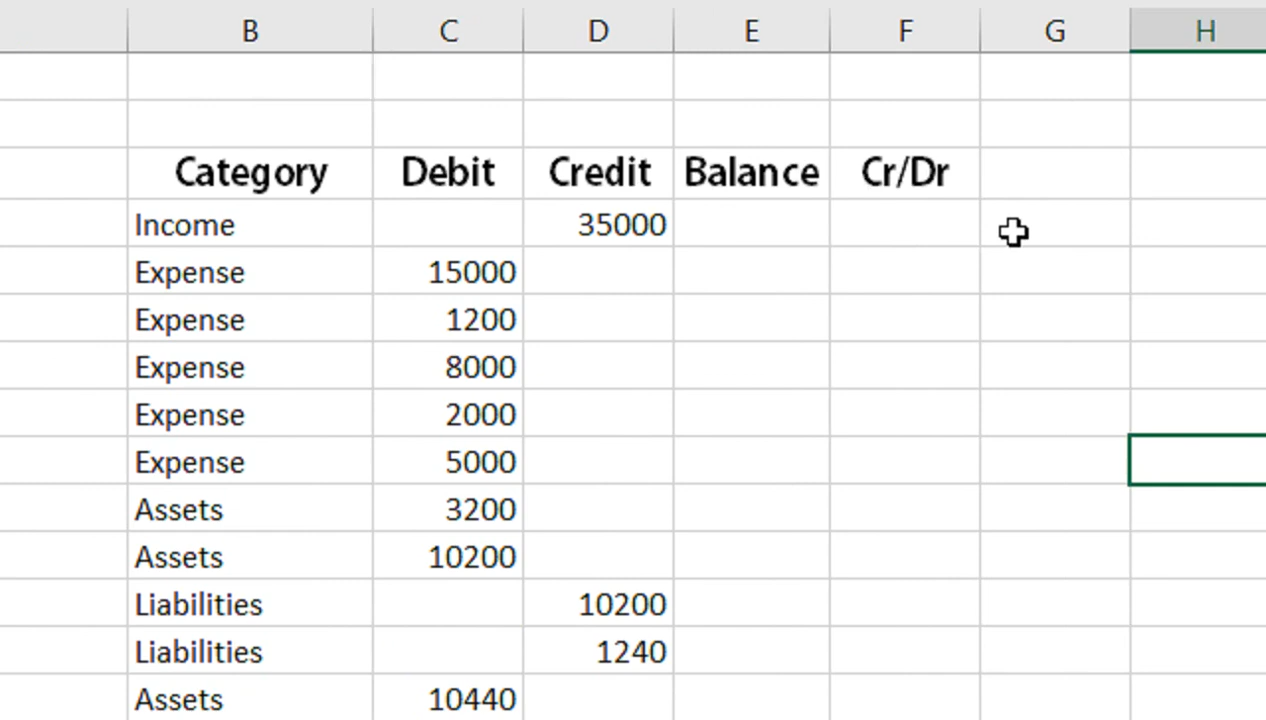 B C D E F G H
Category Debit Credit Balance Cr/Dr
Income 35000
Expense 15000
Expense 1200
Expense 8000
Expense 2000
Expense 5000
Assets 3200
Assets 10200
Liabilities 10200
Liabilities 1240
Assets 10440